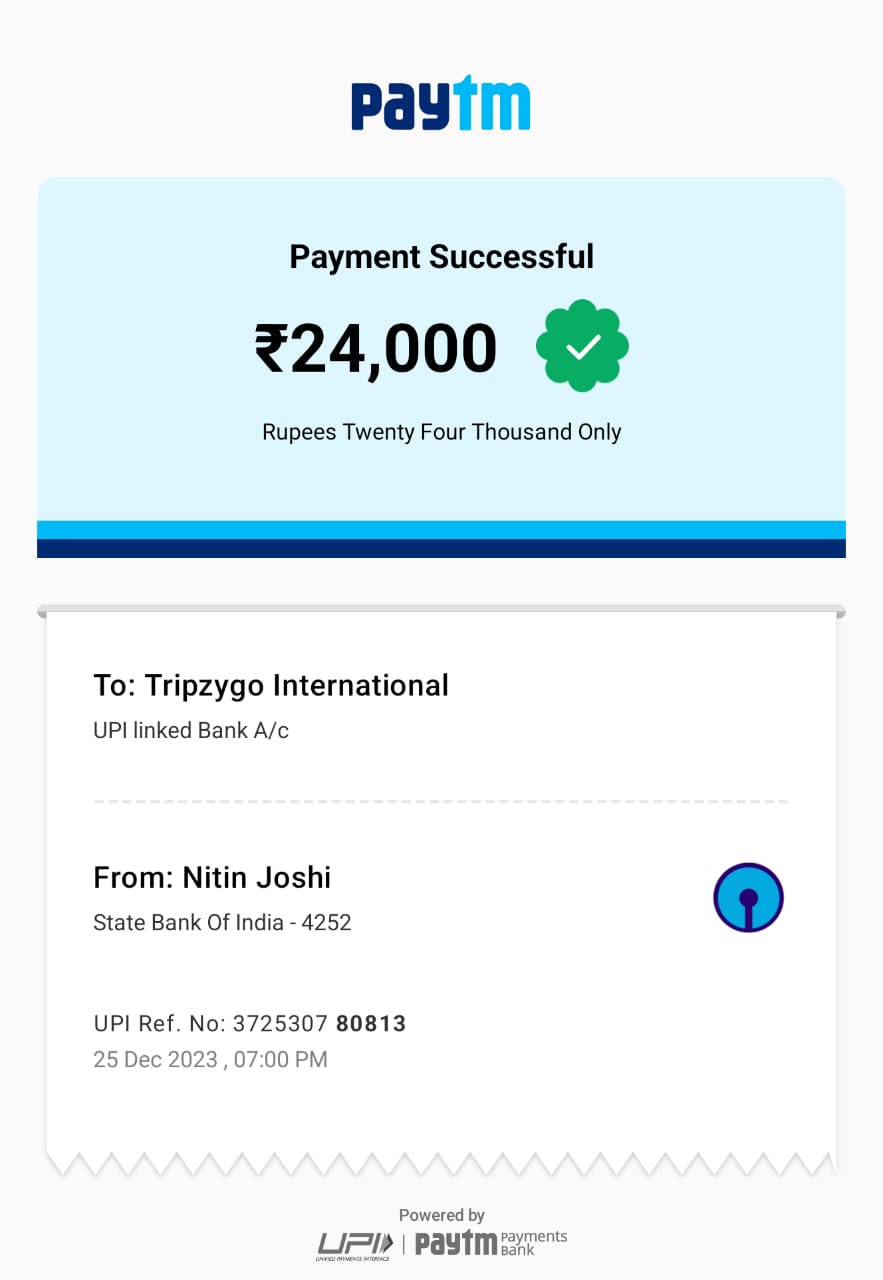 paytm
Payment Successful
₹24,000
Rupees Twenty Four Thousand Only
To: Tripzygo International
UPI linked Bank A/c
From: Nitin Joshi
State Bank Of India - 4252
UPI Ref. No: 3725307 80813
25 Dec 2023 , 07:00 PM
Powered by
UPI | paytm Payments Bank
UNIFIED PAYMENTS INTERFACE